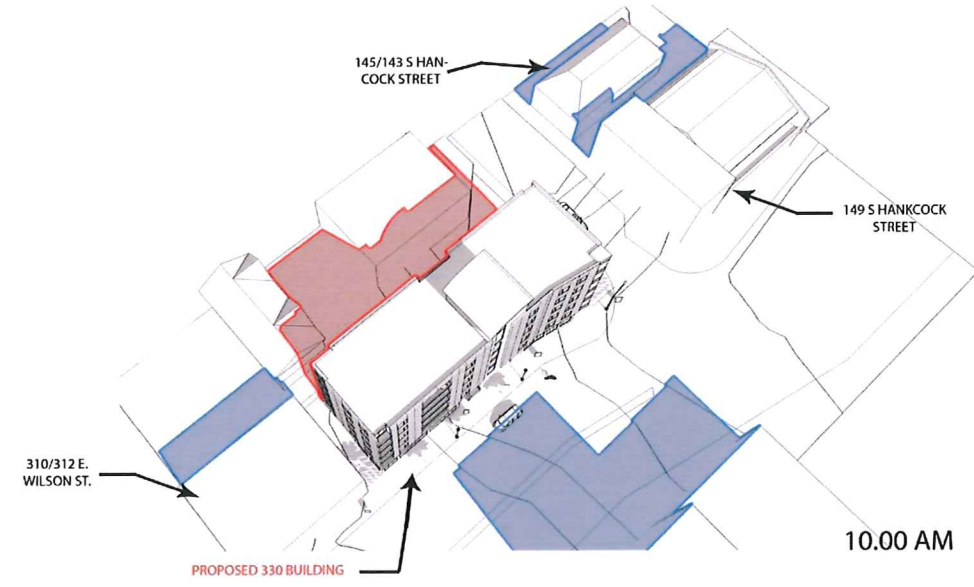 145/143 S HAN-
COCK STREET
149 S HANKCOCK
STREET
310/312 E.
WILSON ST.
10.00 AM
PROPOSED 330 BUILDING